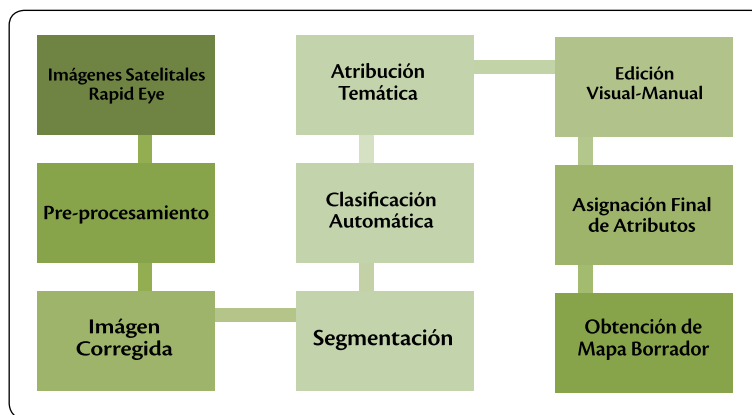 Imágenes Satelitales
Rapid Eye
Pre-procesamiento
Imágen
Corregida
Segmentación
Clasificación
Automática
Atribución
Temática
Edición
Visual-Manual
Asignación Final
de Atributos
Obtención de
Mapa Borrador